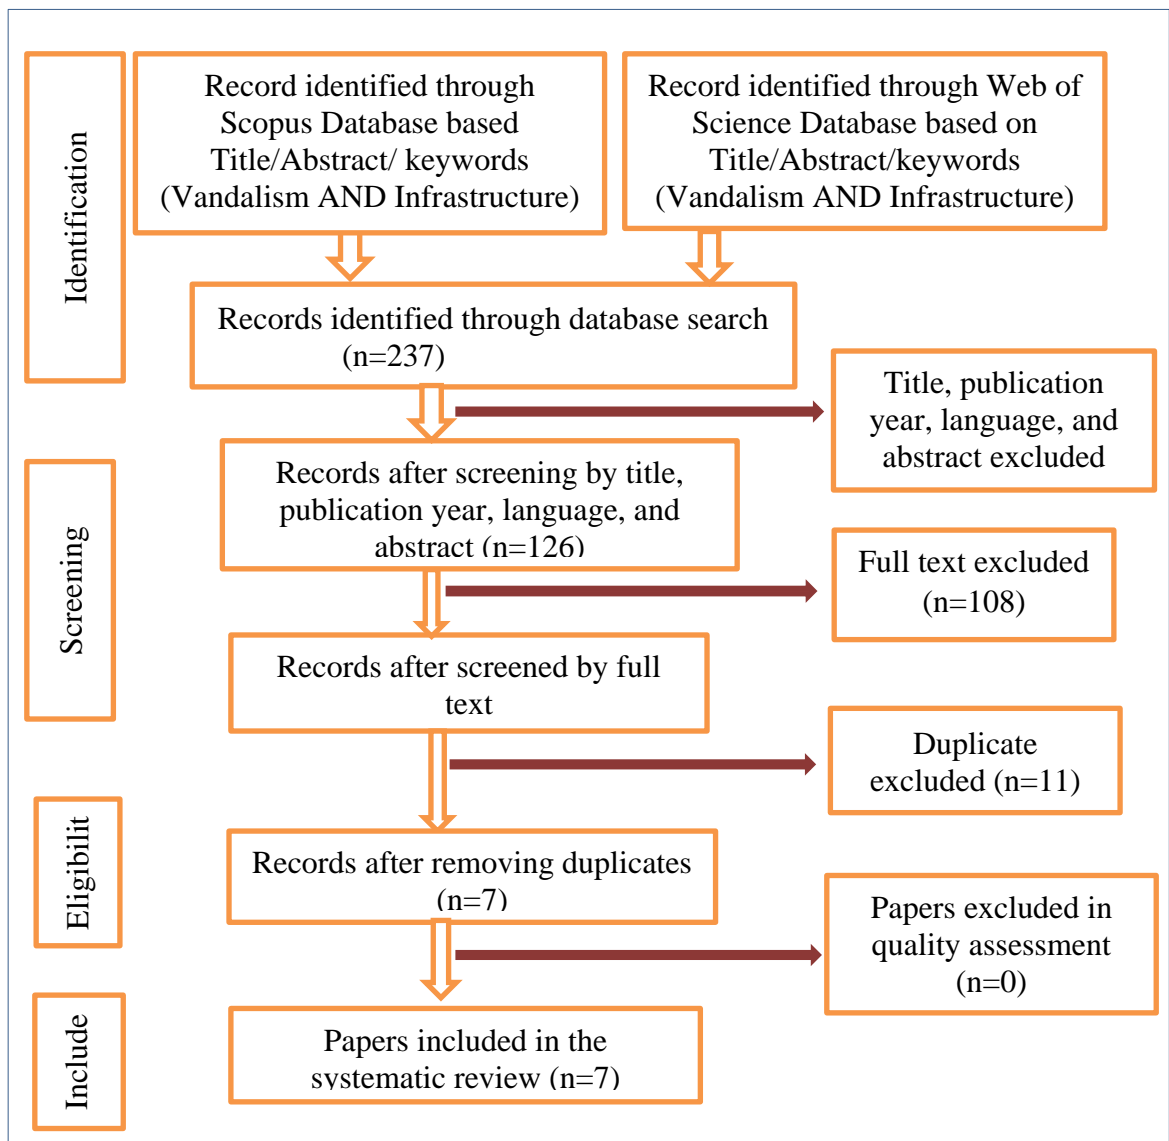 Identification
Record identified through
Scopus Database based
Title/Abstract/ keywords
(Vandalism AND Infrastructure)
Record identified through Web of
Science Database based on
Title/Abstract/keywords
(Vandalism AND Infrastructure)
Records identified through database search
(n=237)
Title, publication
year, language, and
abstract excluded
Screening
Records after screening by title,
publication year, language, and
abstract (n=126)
Full text excluded
(n=108)
Records after screened by full
text
Duplicate
excluded (n=11)
Eligibilit
Records after removing duplicates
(n=7)
Papers excluded in
quality assessment
(n=0)
Include
Papers included in the
systematic review (n=7)